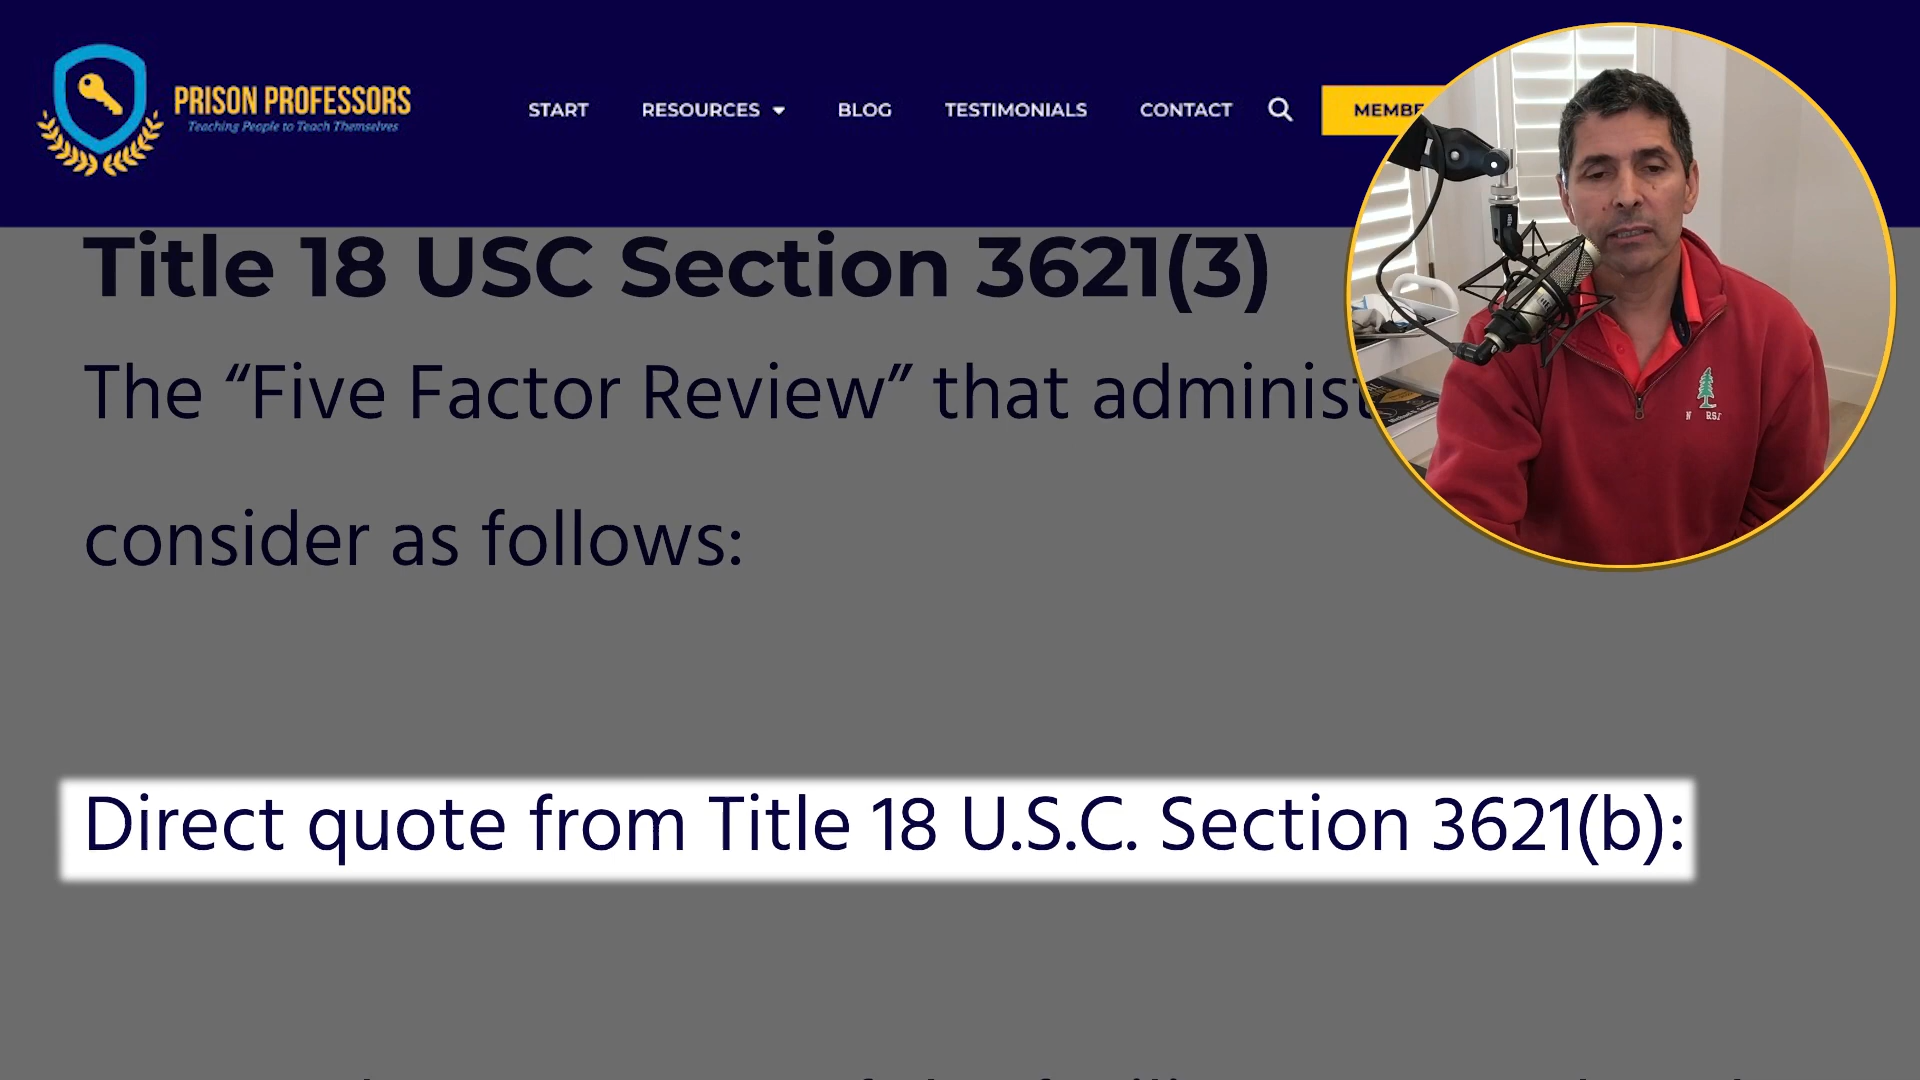 PRISON PROFESSORS
Teaching People to Teach Themselves
START RESOURCES BLOG TESTIMONIALS CONTACT
Title 18 USC Section 3621(3)
The “Five Factor Review” that
consider as follows:
Direct quote from Title 18 U.S.C. Section 3621(b):